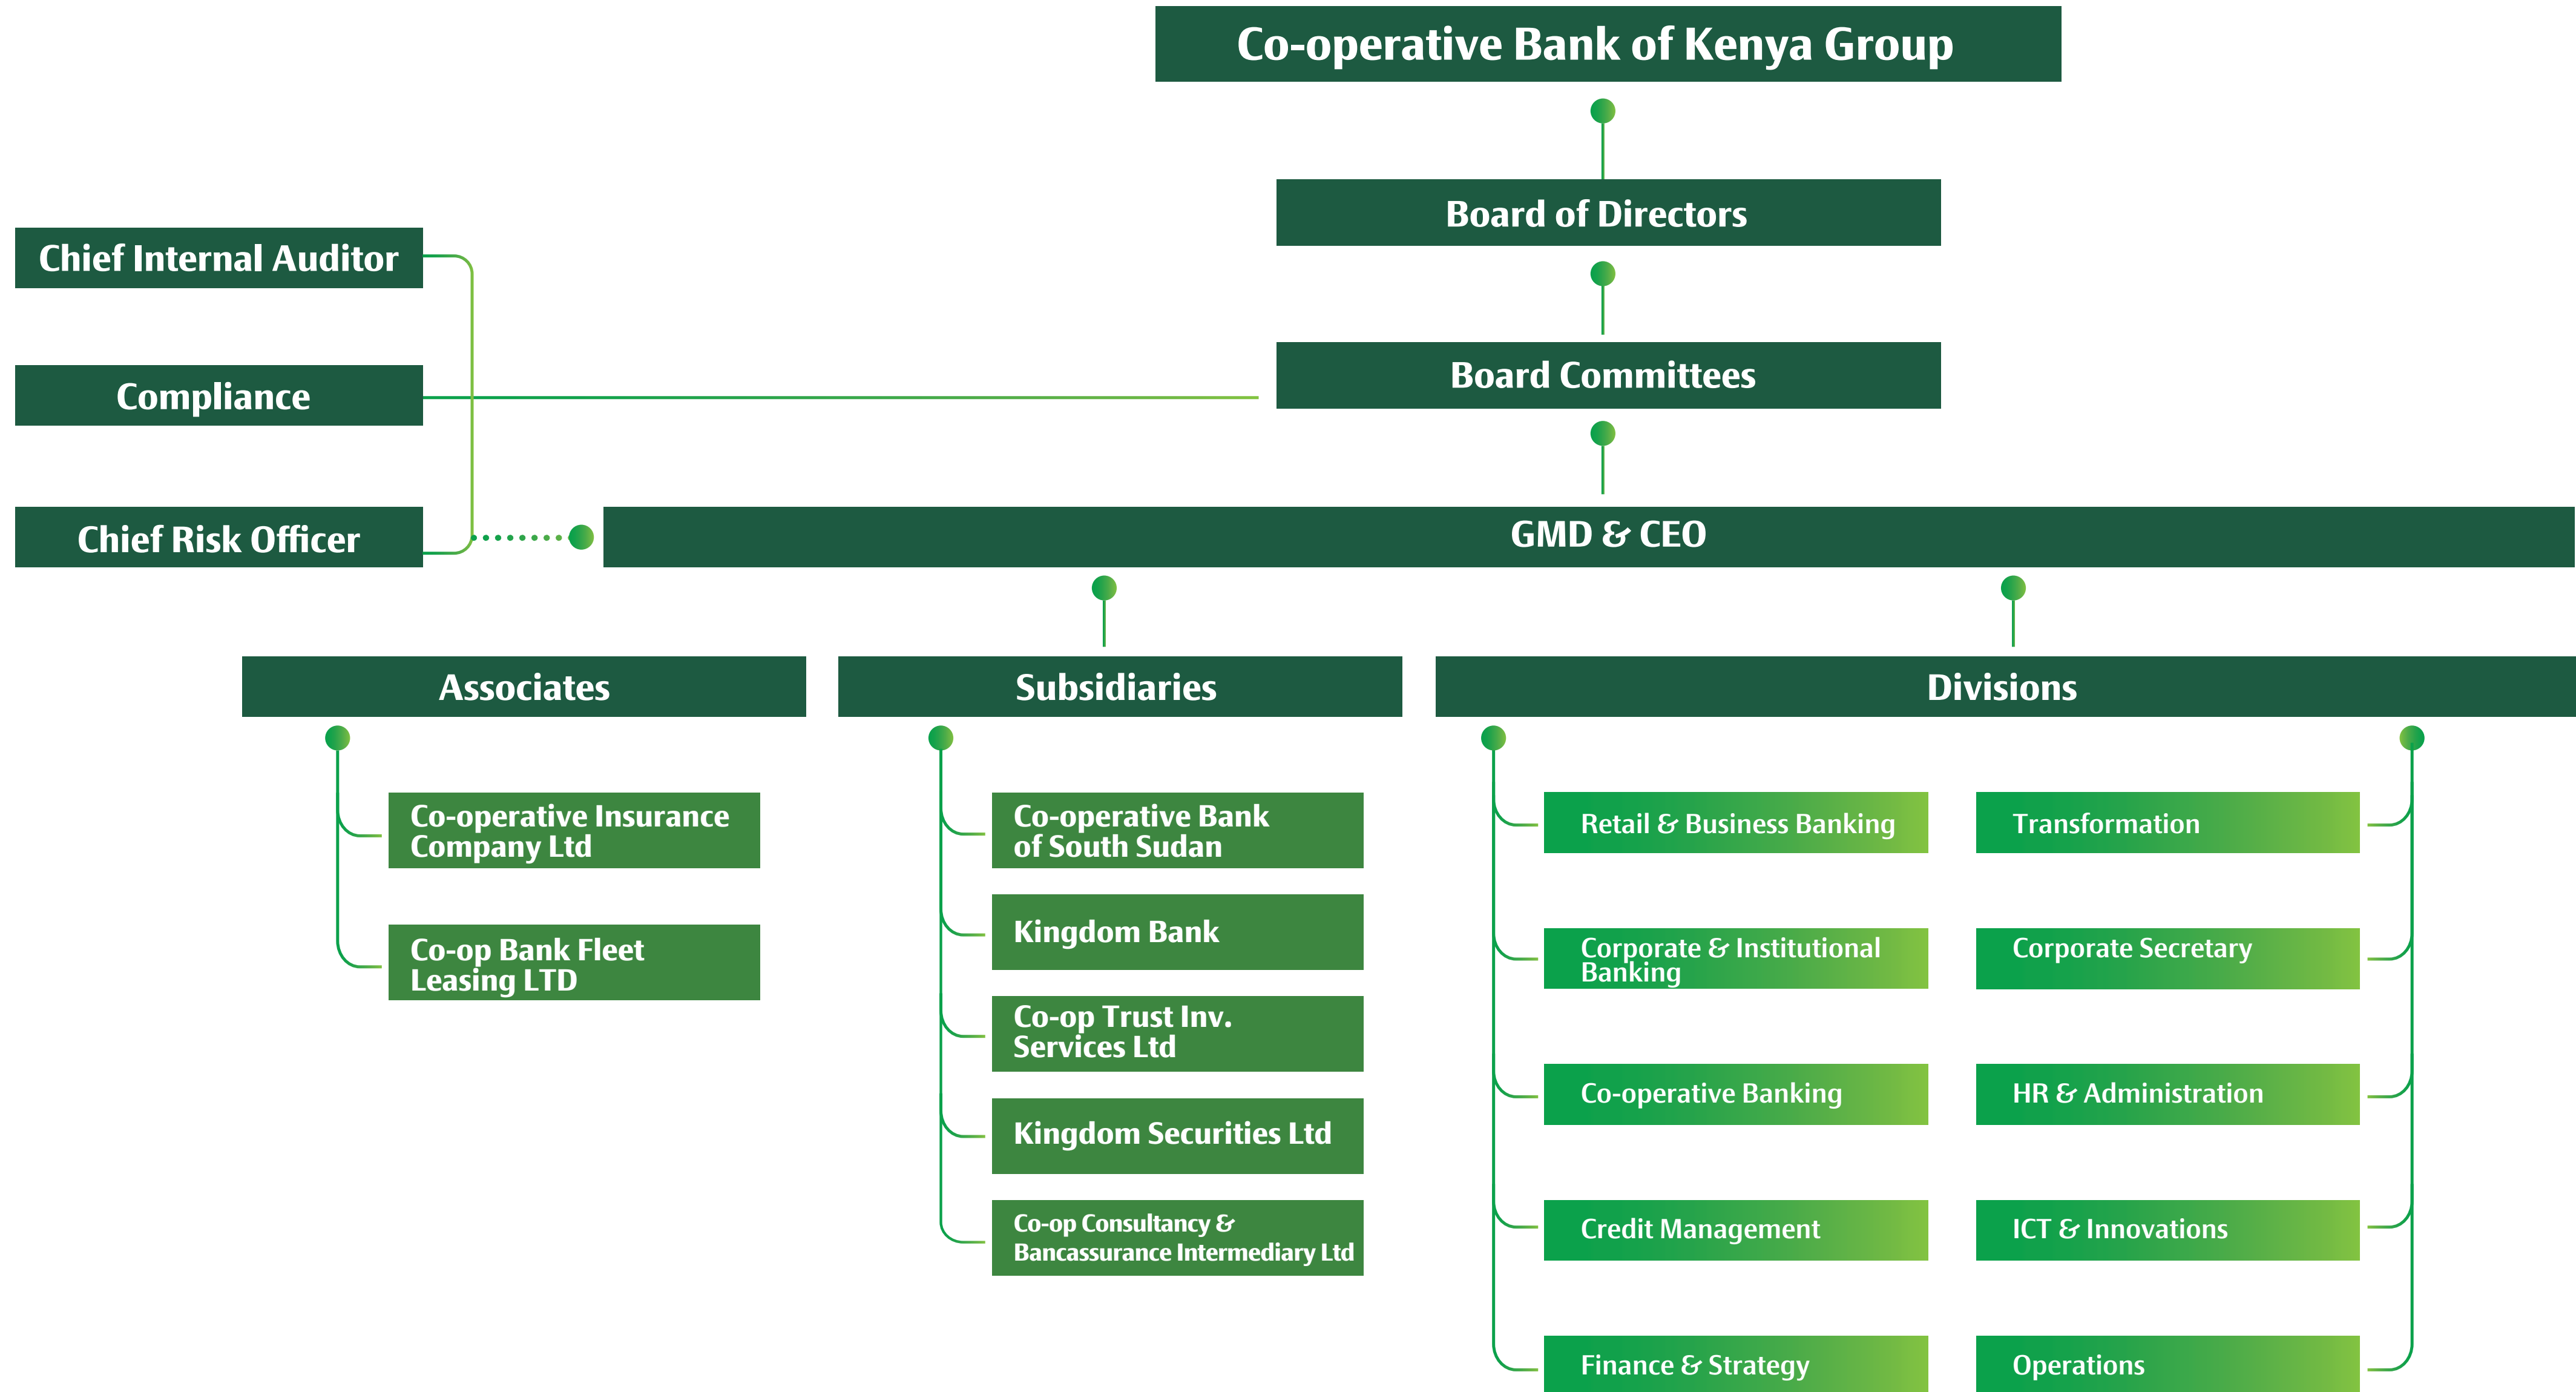 Co-operative Bank of Kenya Group
Board of Directors
Chief Internal Auditor
Board Committees
Compliance
Chief Risk Officer
GMD & CEO
Associates
Subsidiaries
Divisions
Co-operative Insurance
Company Ltd
Co-op Bank Fleet
Leasing LTD
Co-operative Bank
of South Sudan
Kingdom Bank
Co-op Trust Inv.
Services Ltd
Kingdom Securities Ltd
Co-op Consultancy &
Bancassurance Intermediary Ltd
Retail & Business Banking
Corporate & Institutional
Banking
Co-operative Banking
Credit Management
Finance & Strategy
Transformation
Corporate Secretary
HR & Administration
ICT & Innovations
Operations